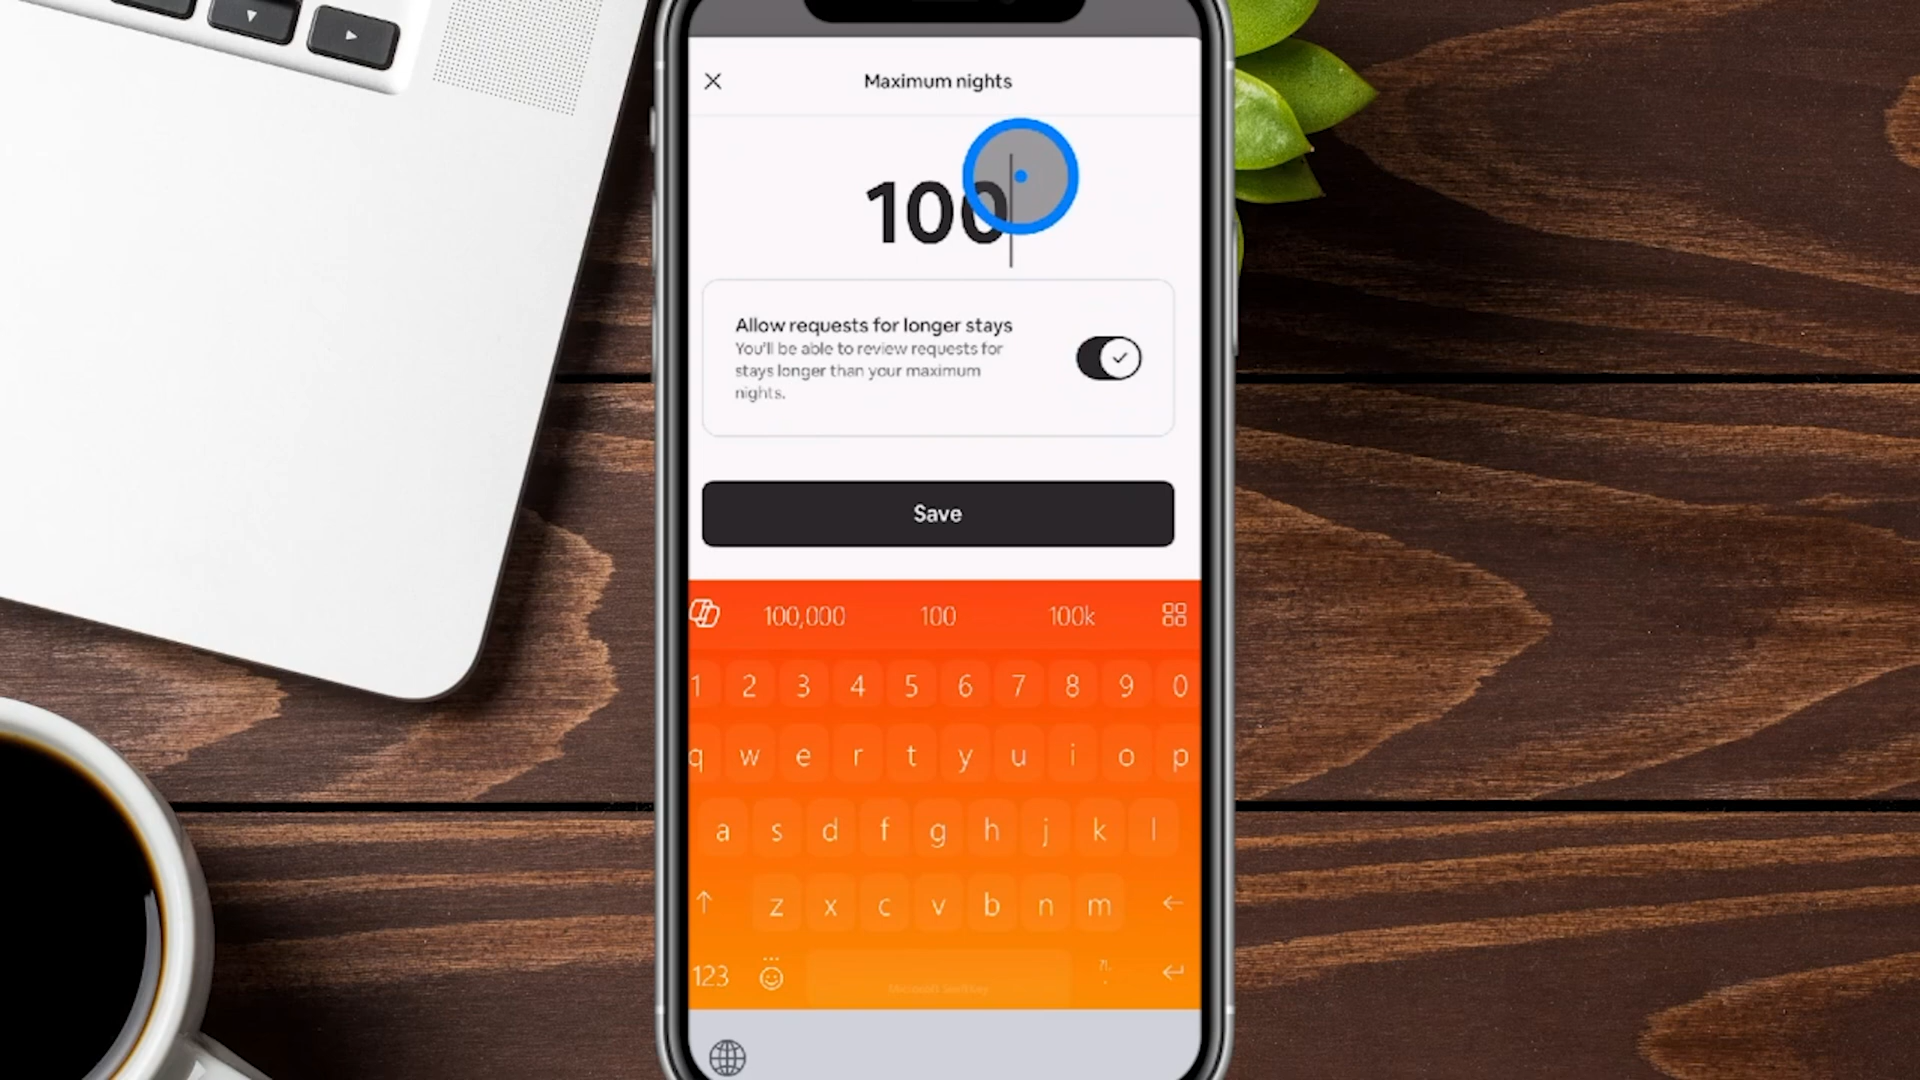 Maximum nights
100
Allow requests for longer stays
You'll be able to review requests for
stays longer than your maximum
nights.
Save
100,000 100 100k
1 2 3 4 5 6 7 8 9 0
q w e r t y u i o p
a s d f g h j k l
z x c v b n m
123 ?!,
Microsoft SwiftKey